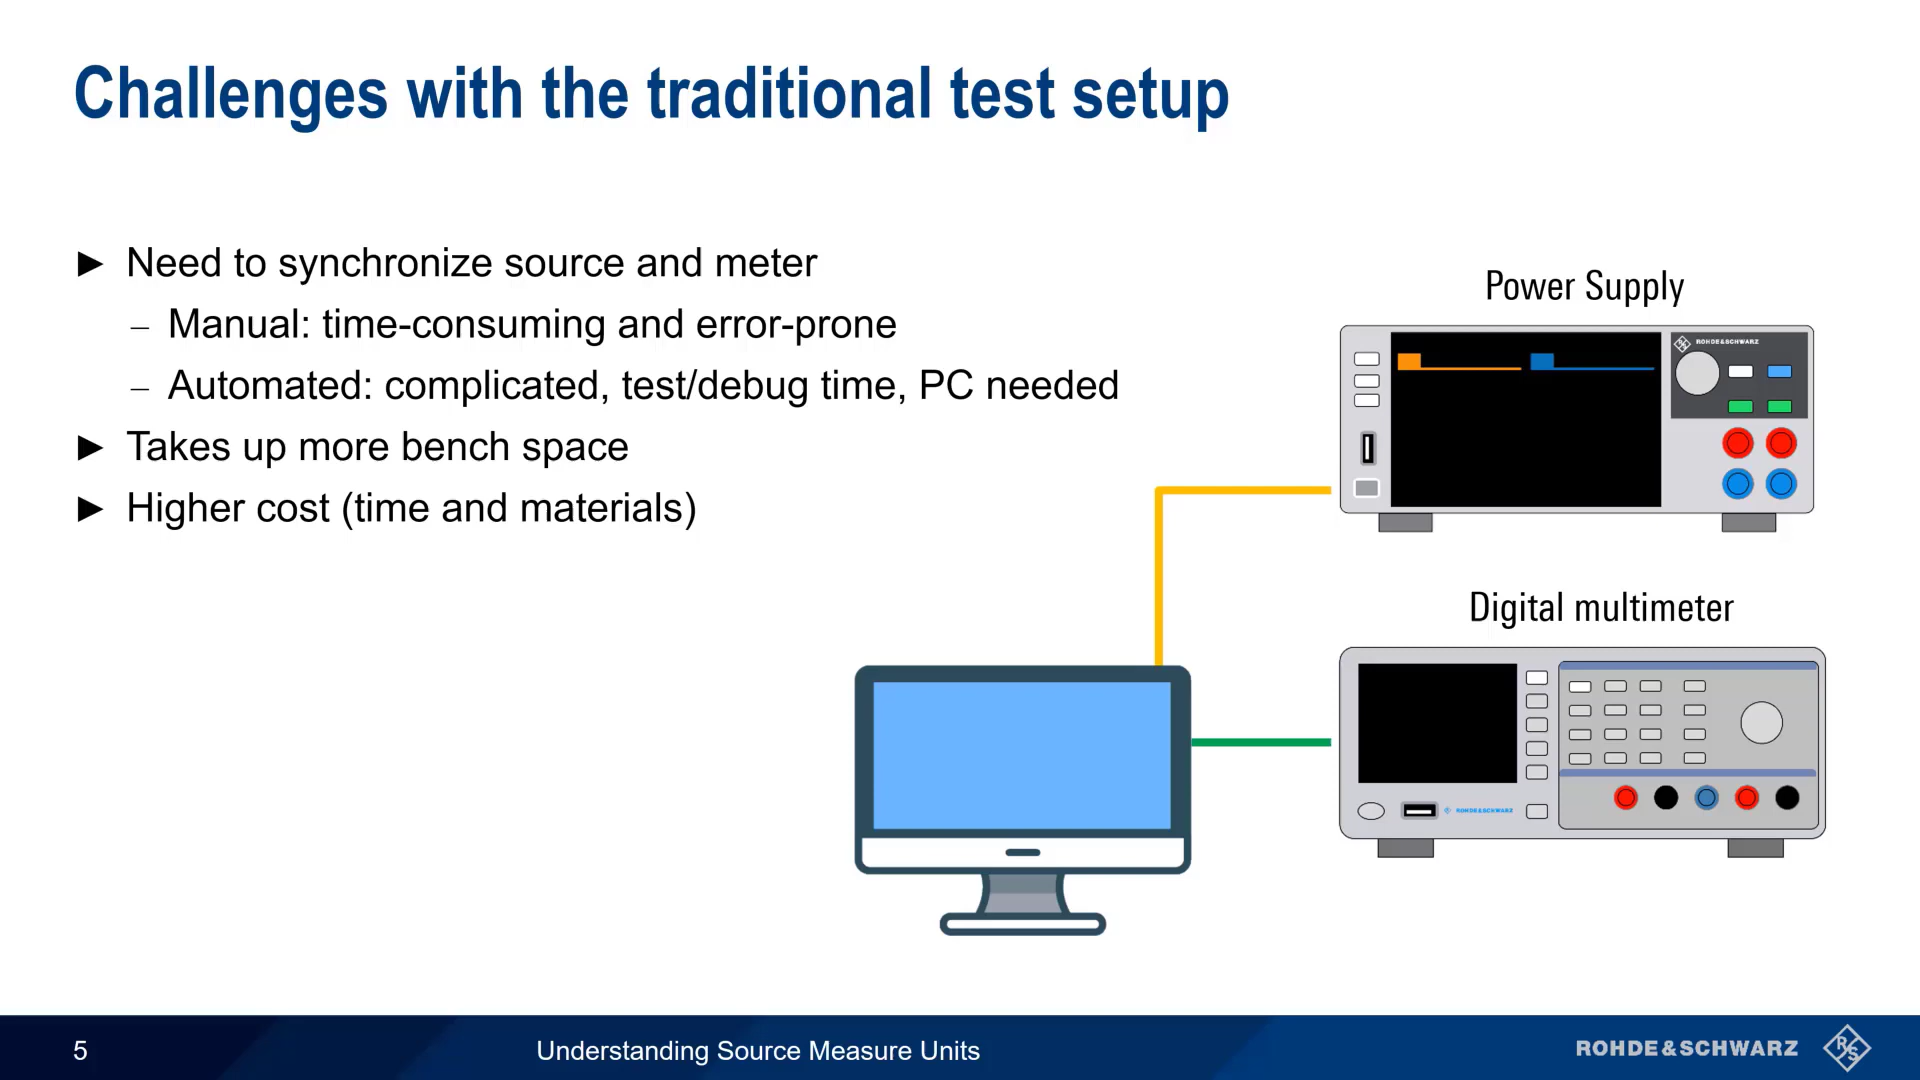 Challenges with the traditional test setup
► Need to synchronize source and meter
– Manual: time-consuming and error-prone
– Automated: complicated, test/debug time, PC needed
► Takes up more bench space
► Higher cost (time and materials)
Power Supply
ROHDE&SCHWARZ
Digital multimeter
ROHDE&SCHWARZ
5
Understanding Source Measure Units
ROHDE&SCHWARZ
R&S